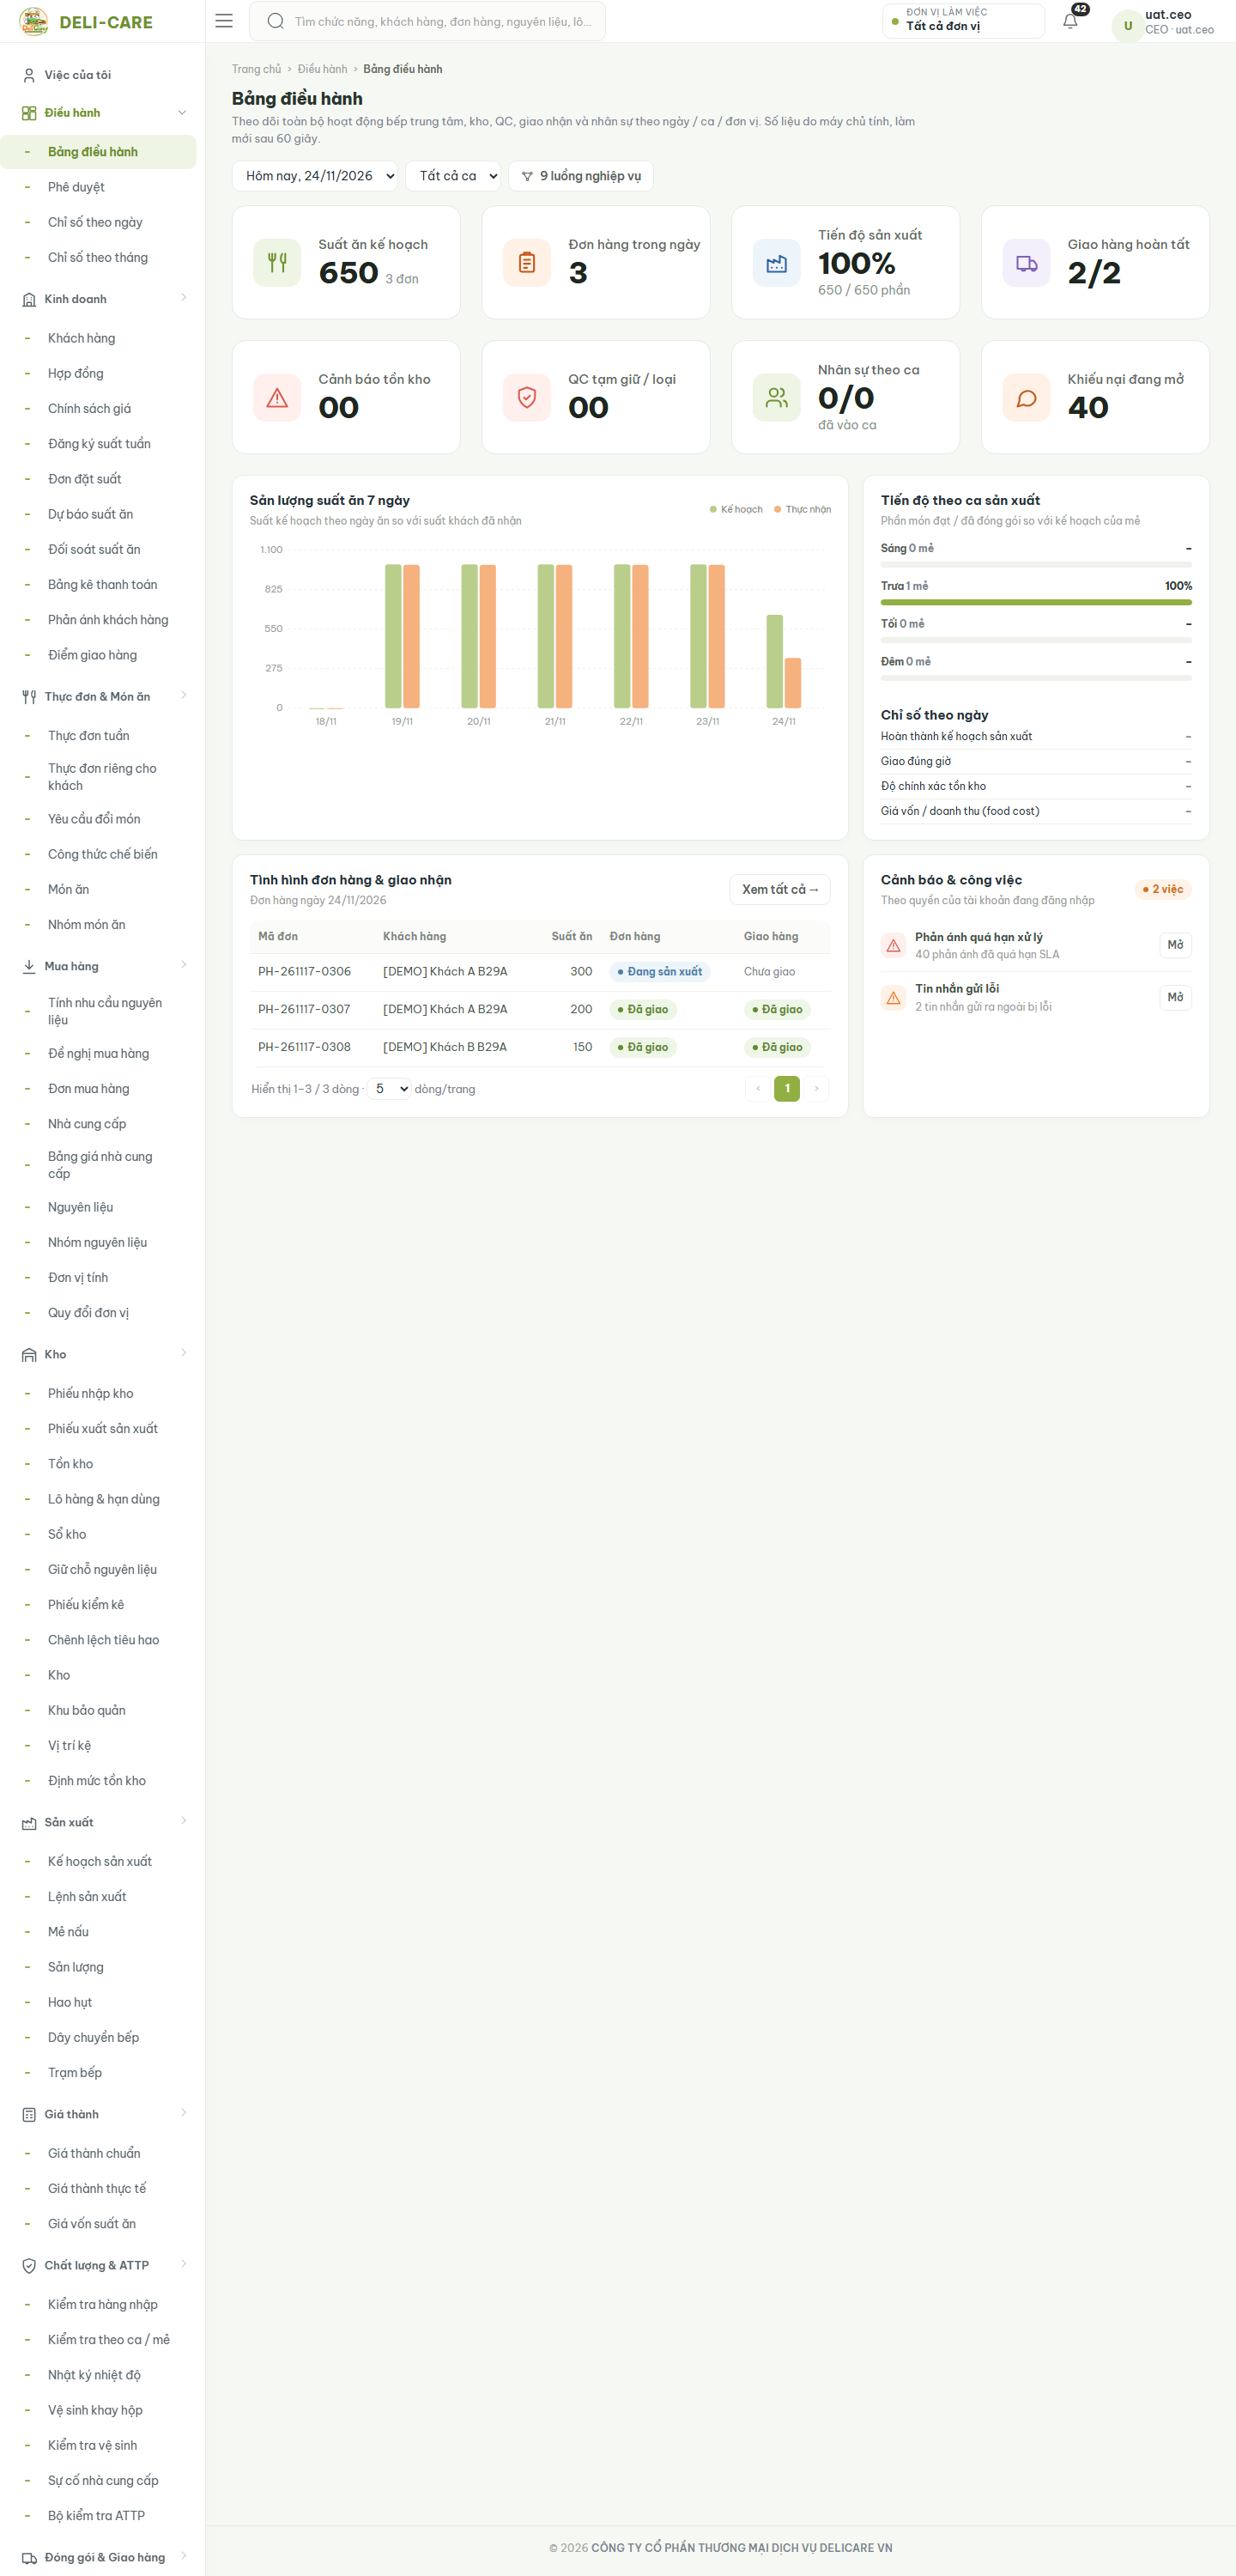 DELI-CARE
Tìm chức năng, khách hàng, đơn hàng, nguyên liệu, lô...
ĐƠN VỊ LÀM VIỆC
Tất cả đơn vị
42
U
uat.ceo
CEO · uat.ceo
Việc của tôi
Điều hành
Bảng điều hành
Phê duyệt
Chỉ số theo ngày
Chỉ số theo tháng
Kinh doanh
Khách hàng
Hợp đồng
Chính sách giá
Đăng ký suất tuần
Đơn đặt suất
Dự báo suất ăn
Đối soát suất ăn
Bảng kê thanh toán
Phản ánh khách hàng
Điểm giao hàng
Thực đơn & Món ăn
Thực đơn tuần
Thực đơn riêng cho
khách
Yêu cầu đổi món
Công thức chế biến
Món ăn
Nhóm món ăn
Mua hàng
Tính nhu cầu nguyên
liệu
Đề nghị mua hàng
Đơn mua hàng
Nhà cung cấp
Bảng giá nhà cung
cấp
Nguyên liệu
Nhóm nguyên liệu
Đơn vị tính
Quy đổi đơn vị
Kho
Phiếu nhập kho
Phiếu xuất sản xuất
Tồn kho
Lô hàng & hạn dùng
Sổ kho
Giữ chỗ nguyên liệu
Phiếu kiểm kê
Chênh lệch tiêu hao
Kho
Khu bảo quản
Vị trí kệ
Định mức tồn kho
Sản xuất
Kế hoạch sản xuất
Lệnh sản xuất
Mẻ nấu
Sản lượng
Hao hụt
Dây chuyền bếp
Trạm bếp
Giá thành
Giá thành chuẩn
Giá thành thực tế
Giá vốn suất ăn
Chất lượng & ATTP
Kiểm tra hàng nhập
Kiểm tra theo ca / mẻ
Nhật ký nhiệt độ
Vệ sinh khay hộp
Kiểm tra vệ sinh
Sự cố nhà cung cấp
Bộ kiểm tra ATTP
Đóng gói & Giao hàng
Trang chủ › Điều hành › Bảng điều hành
Bảng điều hành
Theo dõi toàn bộ hoạt động bếp trung tâm, kho, QC, giao nhận và nhân sự theo ngày / ca / đơn vị. Số liệu do máy chủ tính, làm
mới sau 60 giây.
Hôm nay, 24/11/2026
Tất cả ca
9 luồng nghiệp vụ
Suất ăn kế hoạch
650 3 đơn
Đơn hàng trong ngày
3
Tiến độ sản xuất
100%
650 / 650 phần
Giao hàng hoàn tất
2/2
Cảnh báo tồn kho
00
QC tạm giữ / loại
00
Nhân sự theo ca
0/0
đã vào ca
Khiếu nại đang mở
40
Sản lượng suất ăn 7 ngày
Suất kế hoạch theo ngày ăn so với suất khách đã nhận
Kế hoạch
Thực nhận
1.100
825
550
275
0
18/11 19/11 20/11 21/11 22/11 23/11 24/11
Tiến độ theo ca sản xuất
Phần món đạt / đã đóng gói so với kế hoạch của mẻ
Sáng 0 mẻ –
Trưa 1 mẻ 100%
Tối 0 mẻ –
Đêm 0 mẻ –
Chỉ số theo ngày
Hoàn thành kế hoạch sản xuất –
Giao đúng giờ –
Độ chính xác tồn kho –
Giá vốn / doanh thu (food cost) –
Tình hình đơn hàng & giao nhận
Đơn hàng ngày 24/11/2026
Xem tất cả →
Mã đơn Khách hàng Suất ăn Đơn hàng Giao hàng
PH-261117-0306 [DEMO] Khách A B29A 300 Đang sản xuất Chưa giao
PH-261117-0307 [DEMO] Khách A B29A 200 Đã giao Đã giao
PH-261117-0308 [DEMO] Khách B B29A 150 Đã giao Đã giao
Hiển thị 1–3 / 3 dòng · 5 dòng/trang
‹ 1 ›
Cảnh báo & công việc
Theo quyền của tài khoản đang đăng nhập
2 việc
Phản ánh quá hạn xử lý
40 phản ánh đã quá hạn SLA
Mở
Tin nhắn gửi lỗi
2 tin nhắn gửi ra ngoài bị lỗi
Mở
© 2026 CÔNG TY CỔ PHẦN THƯƠNG MẠI DỊCH VỤ DELICARE VN